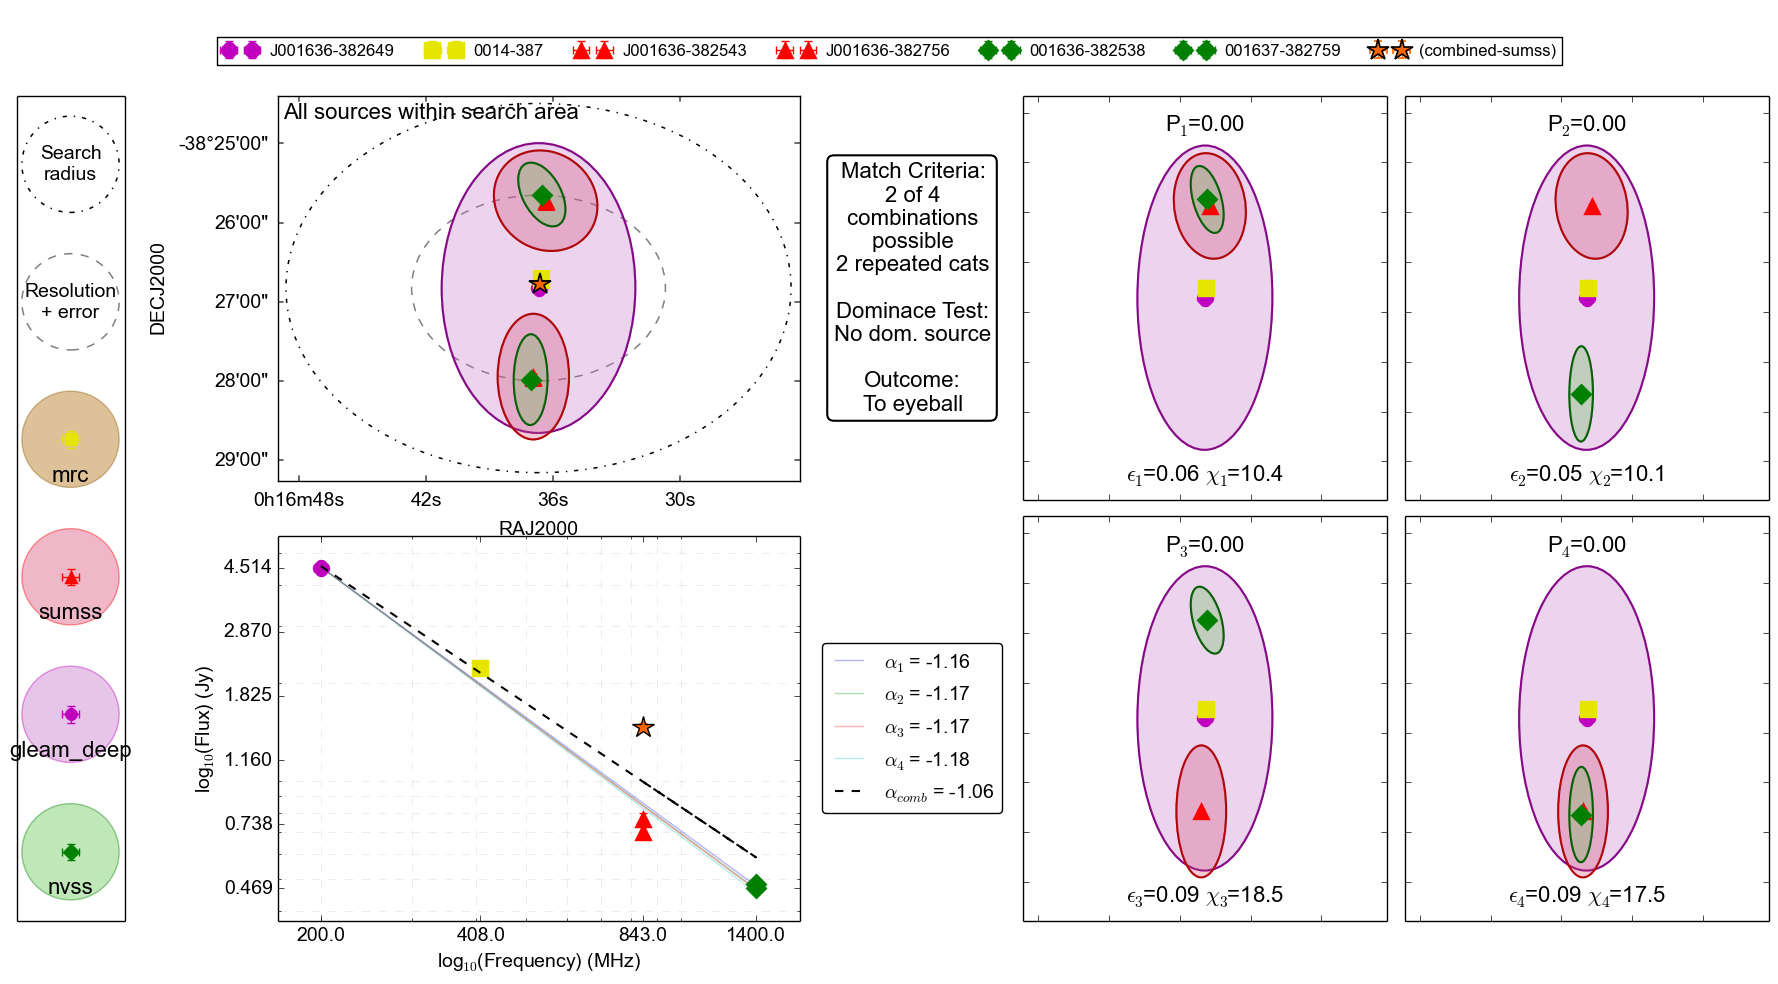 J001636-382649 0014-387 J001636-382543 J001636-382756 001636-382538 001637-382759 (combined-sumss)
Search
radius
Resolution
+ error
mrc
sumss
gleam_deep
nvss
All sources within search area
DECJ2000
-38°25'00"
26'00"
27'00"
28'00"
29'00"
0h16m48s 42s 36s 30s
RAJ2000
Match Criteria:
2 of 4
combinations
possible
2 repeated cats
Dominace Test:
No dom. source
Outcome:
To eyeball
P1=0.00
ϵ1=0.06 χ1=10.4
P2=0.00
ϵ2=0.05 χ2=10.1
log10(Flux) (Jy)
4.514
2.870
1.825
1.160
0.738
0.469
200.0 408.0 843.0 1400.0
log10(Frequency) (MHz)
α1 = -1.16
α2 = -1.17
α3 = -1.17
α4 = -1.18
αcomb = -1.06
P3=0.00
ϵ3=0.09 χ3=18.5
P4=0.00
ϵ4=0.09 χ4=17.5